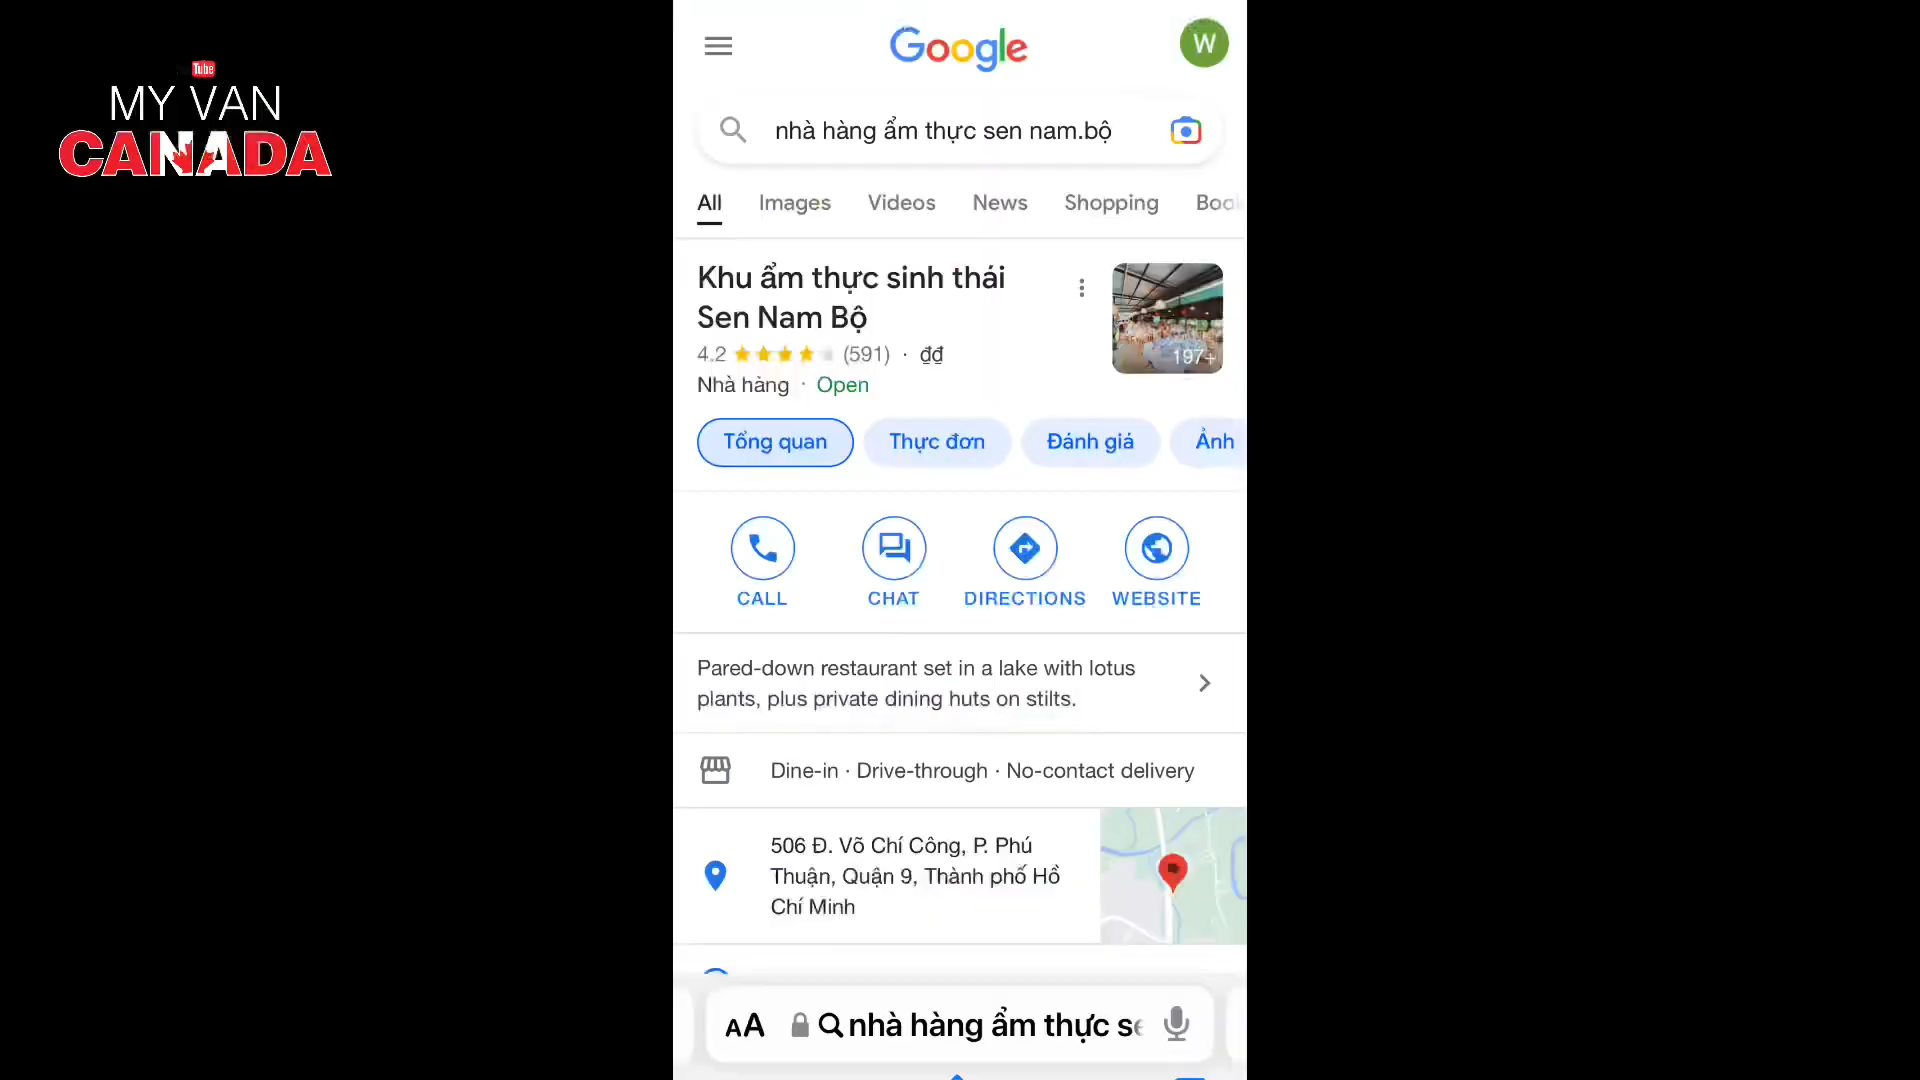 Tube
MY VAN
CANADA
Google
W
nhà hàng ẩm thực sen nam.bộ
All Images Videos News Shopping
Khu ẩm thực sinh thái
Sen Nam Bộ
197+
4.2 (591) · ₫₫
Nhà hàng · Open
Tổng quan Thực đơn Đánh giá Ảnh
CALL CHAT DIRECTIONS WEBSITE
Pared-down restaurant set in a lake with lotus
plants, plus private dining huts on stilts.
Dine-in · Drive-through · No-contact delivery
506 Đ. Võ Chí Công, P. Phú
Thuận, Quận 9, Thành phố Hồ
Chí Minh
AA nhà hàng ẩm thực